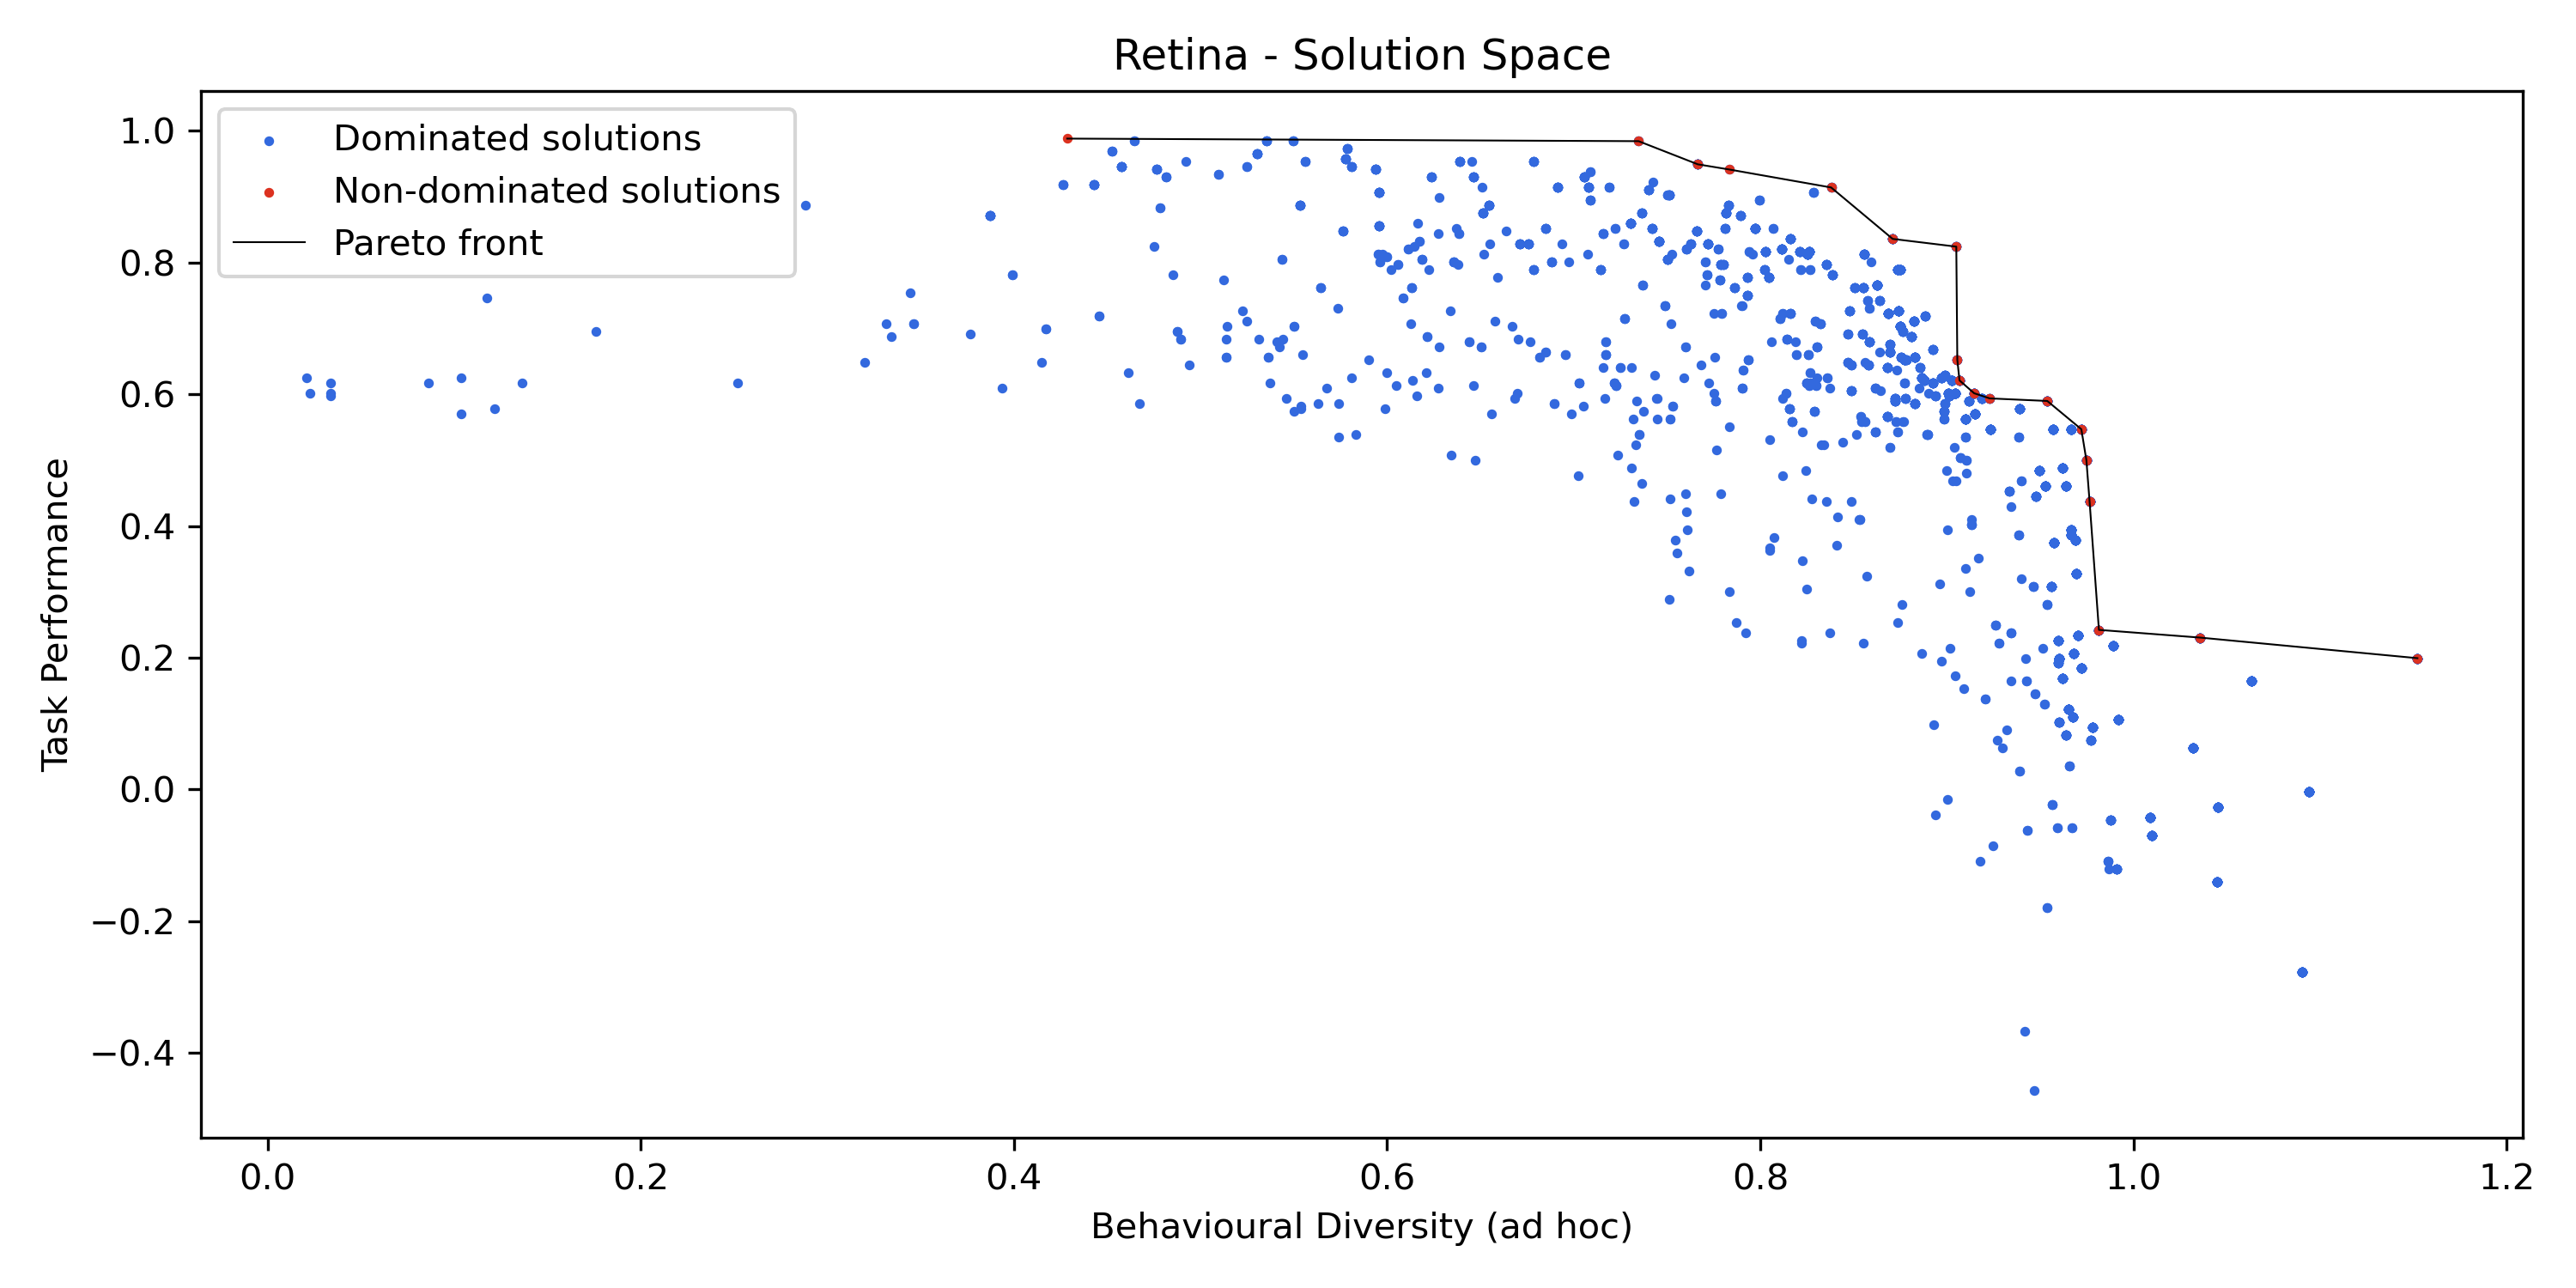 Retina - Solution Space
Dominated solutions
Non-dominated solutions
Pareto front
1.0
0.8
0.6
0.4
0.2
0.0
−0.2
−0.4
Task Performance
0.0 0.2 0.4 0.6 0.8 1.0 1.2
Behavioural Diversity (ad hoc)